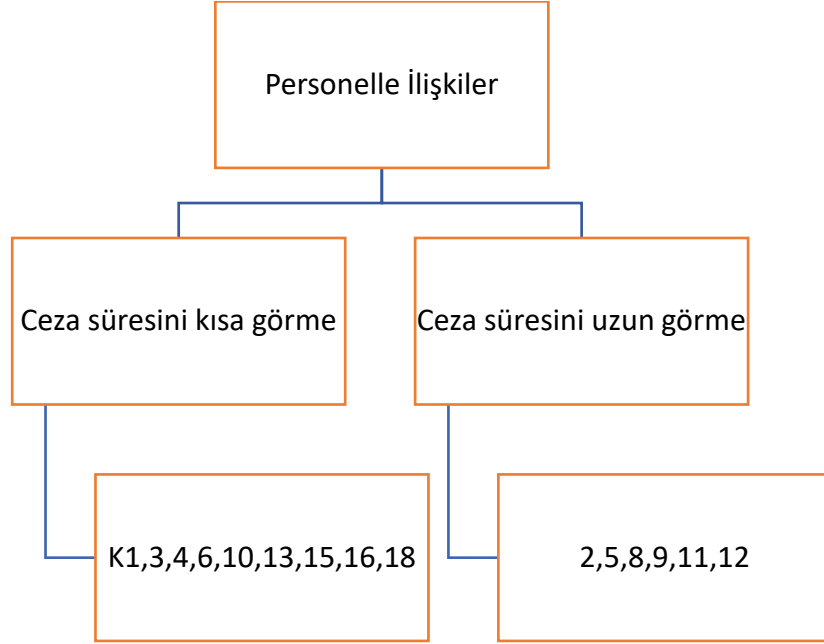 Personelle İlişkiler
Ceza süresini kısa görme
Ceza süresini uzun görme
K1,3,4,6,10,13,15,16,18
2,5,8,9,11,12